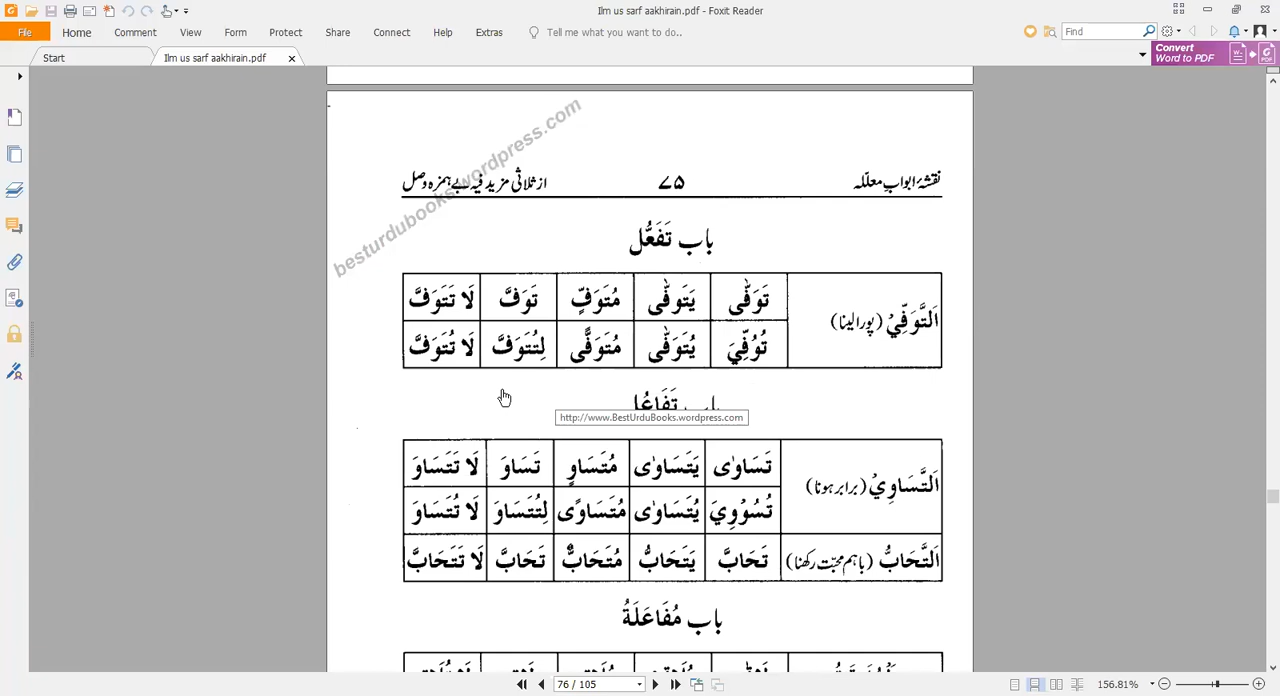 Ilm us sarf aakhirain.pdf - Foxit Reader
File Home Comment View Form Protect Share Connect Help Extras Tell me what you want to do.. Find
Start Ilm us sarf aakhirain.pdf Convert Word to PDF
besturdubooks.wordpress.com
نقشۂ ابواب معللہ ۷۵ از ثلاثی مزید فیہ بے ہمزہ وصل
باب تَفَعُّل
اَلتَّوَفِّيْ (پورا لینا) تَوَفّٰى يَتَوَفّٰى مُتَوَفٍّ تَوَفَّ لَا تَتَوَفَّ
تُوُفِّيَ يُتَوَفّٰى مُتَوَفًّى لِتُتَوَفَّ لَا تُتَوَفَّ
باب تَفَاعُل
http://www.BestUrduBooks.wordpress.com
اَلتَّسَاوِيْ (برابر ہونا) تَسَاوٰى يَتَسَاوٰى مُتَسَاوٍ تَسَاوَ لَا تَتَسَاوَ
تُسُوْوِيَ يُتَسَاوٰى مُتَسَاوًى لِتُتَسَاوَ لَا تُتَسَاوَ
اَلتَّحَابُّ (باہم محبّت رکھنا) تَحَابَّ يَتَحَابُّ مُتَحَابٌّ تَحَابَّ لَا تَتَحَابَّ
باب مُفَاعَلَةُ
76 / 105 156.81%